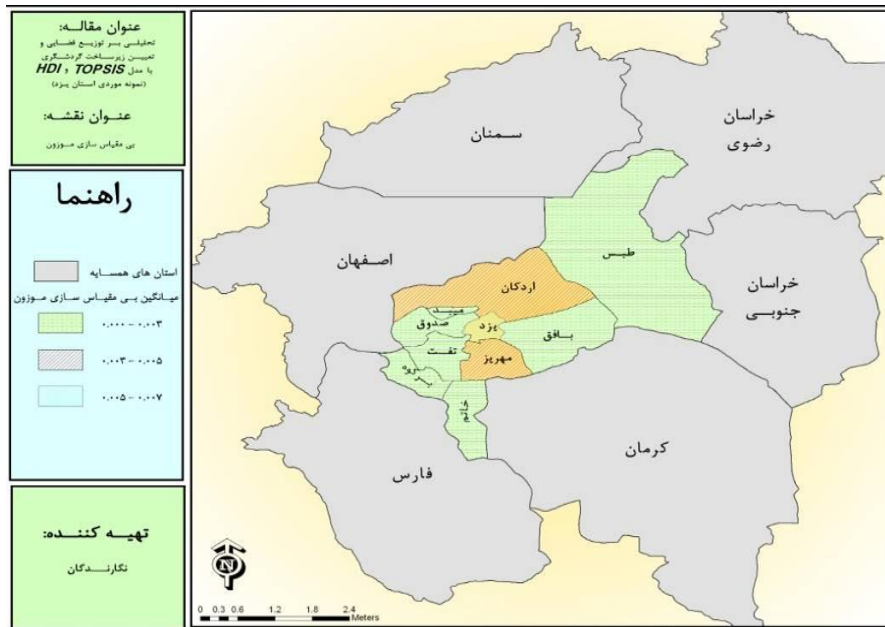 عنوان مقاله:
تحلیلی بر توزیع فضایی و
تعیین زیرساخت گردشگری
با مدل TOPSIS و HDI
(نمونه موردی استان یزد)
عنوان نقشه:
بی مقیاس سازی موزون
راهنما
استان های همسایه
میانگین بی مقیاس سازی موزون
۰.۰۰۰ – ۰.۰۰۳
۰.۰۰۳ – ۰.۰۰۵
۰.۰۰۵ – ۰.۰۰۷
تهیه کننده:
نگارندگان
سمنان
خراسان
رضوی
اصفهان
طبس
خراسان
جنوبی
اردکان
میبد
صدوق
یزد
بافق
تفت
مهریز
ابرکوه
خاتم
فارس
کرمان
N
0 0.3 0.6 1.2 1.8 2.4
Meters